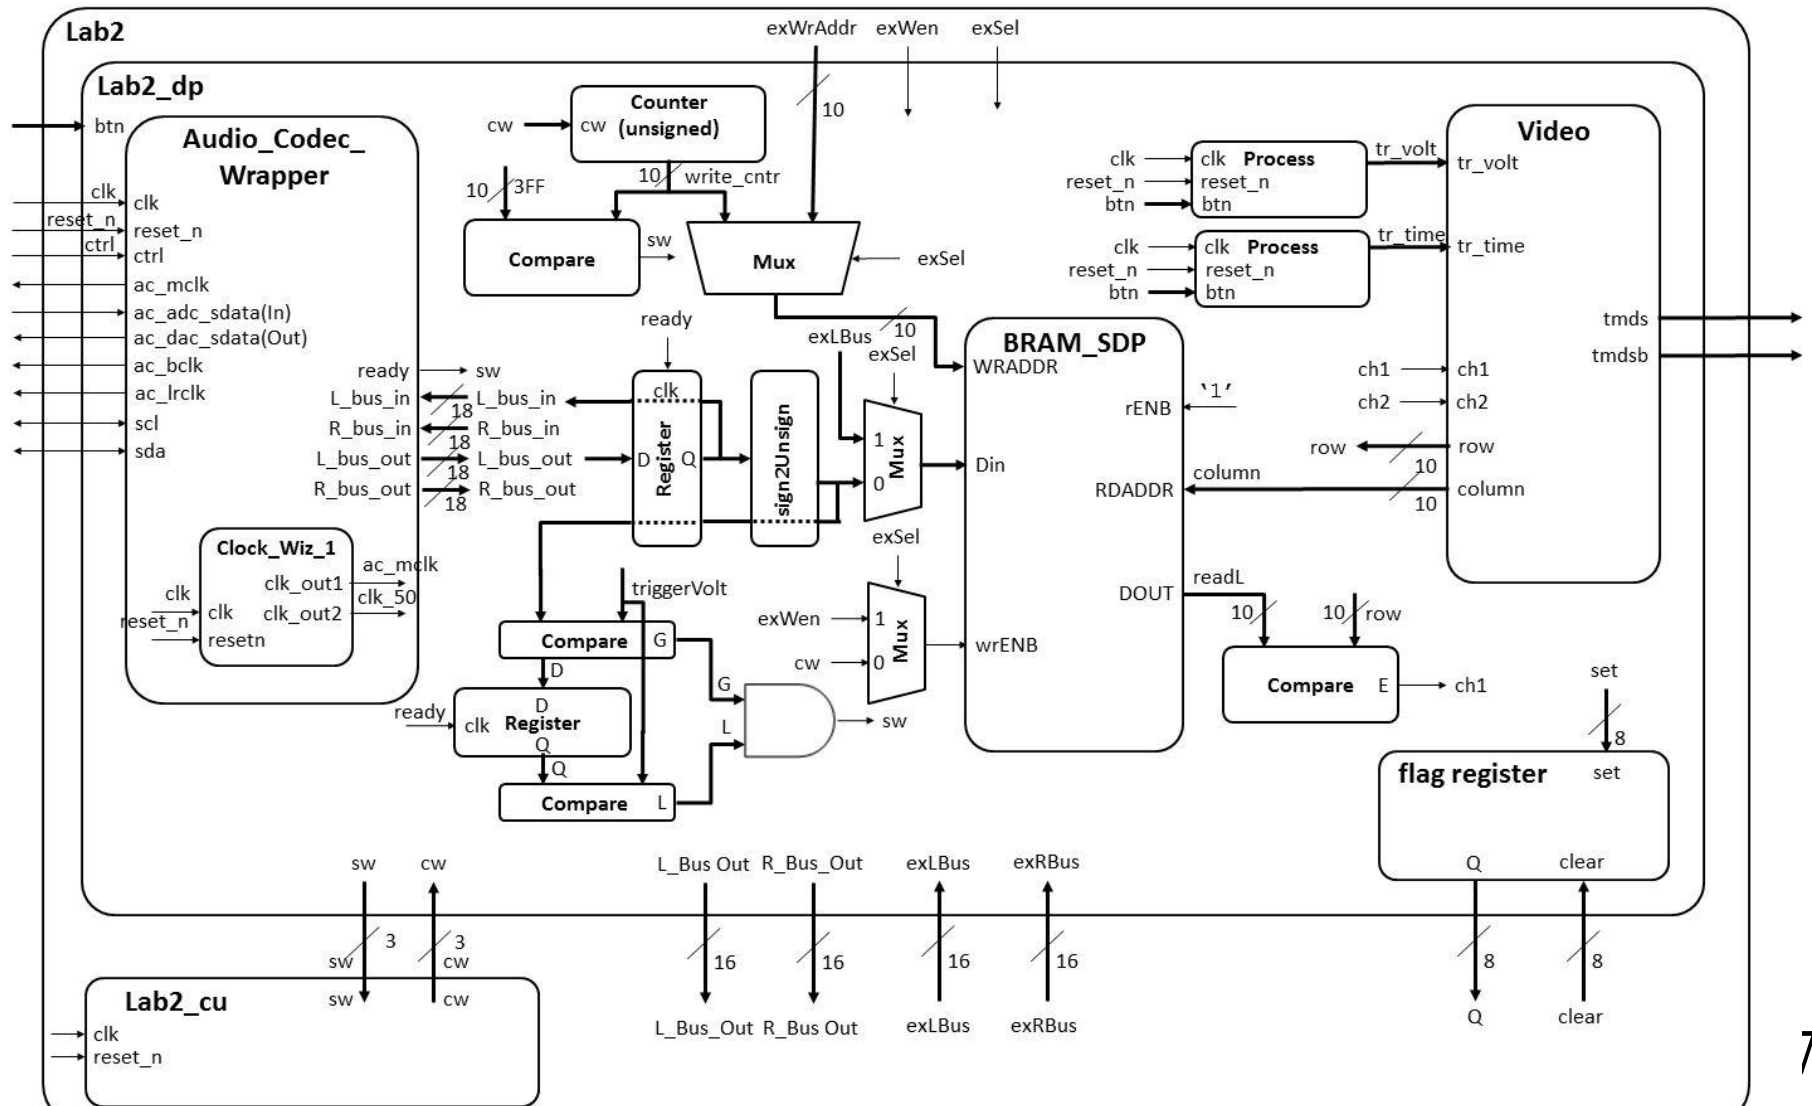 Lab2
exWrAddr
exWen
exSel
Lab2_dp
10
btn
Audio_Codec_
Wrapper
clk
clk
reset_n
reset_n
ctrl
ctrl
ac_mclk
ac_adc_sdata(In)
ac_dac_sdata(Out)
ac_bclk
ac_lrclk
scl
sda
ready
sw
L_bus_in
18
L_bus_in
R_bus_in
18
R_bus_in
L_bus_out
18
L_bus_out
R_bus_out
18
R_bus_out
Clock_Wiz_1
clk_out1
ac_mclk
clk
clk
clk_out2
clk_50
reset_n
resetn
cw
cw
Counter
(unsigned)
10
write_cntr
10
3FF
Compare
sw
Mux
exSel
10
ready
clk
D
Q
Register
sign2Unsign
exLBus
exSel
1
0
Mux
exSel
exWen
1
cw
0
Mux
triggerVolt
Compare
G
D
ready
clk
D
Register
Q
Q
Compare
L
G
L
sw
BRAM_SDP
WRADDR
rENB
‘1’
Din
RDADDR
column
DOUT
readL
wrENB
10
10
row
Compare
E
ch1
clk
clk
Process
tr_volt
reset_n
reset_n
btn
btn
clk
clk
Process
tr_time
reset_n
reset_n
btn
btn
Video
tr_volt
tr_time
tmds
tmdsb
ch1
ch1
ch2
ch2
row
10
row
10
column
set
8
flag register
set
Q
clear
8
8
Q
clear
sw
cw
3
3
sw
cw
Lab2_cu
sw
cw
clk
reset_n
L_Bus Out
R_Bus_Out
exLBus
exRBus
16
16
16
16
L_Bus_Out
R_Bus Out
exLBus
exRBus
7